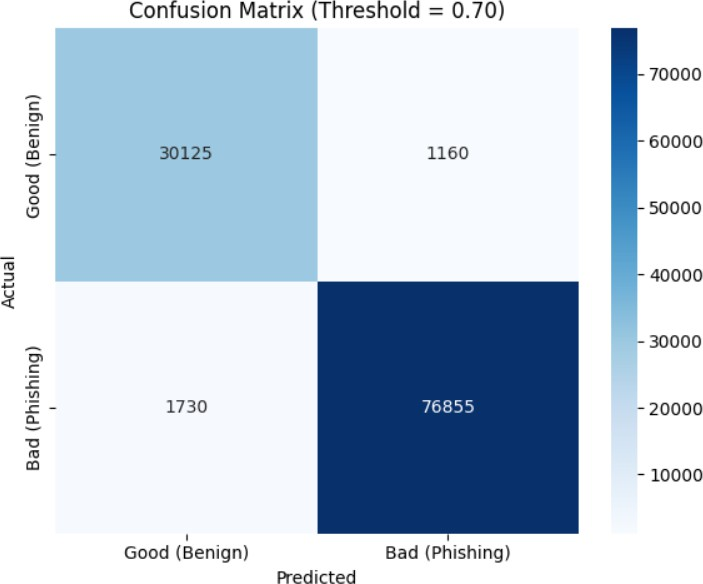 Confusion Matrix (Threshold = 0.70)
Actual
Good (Benign)
30125
1160
Bad (Phishing)
1730
76855
Good (Benign)
Bad (Phishing)
Predicted
70000
60000
50000
40000
30000
20000
10000